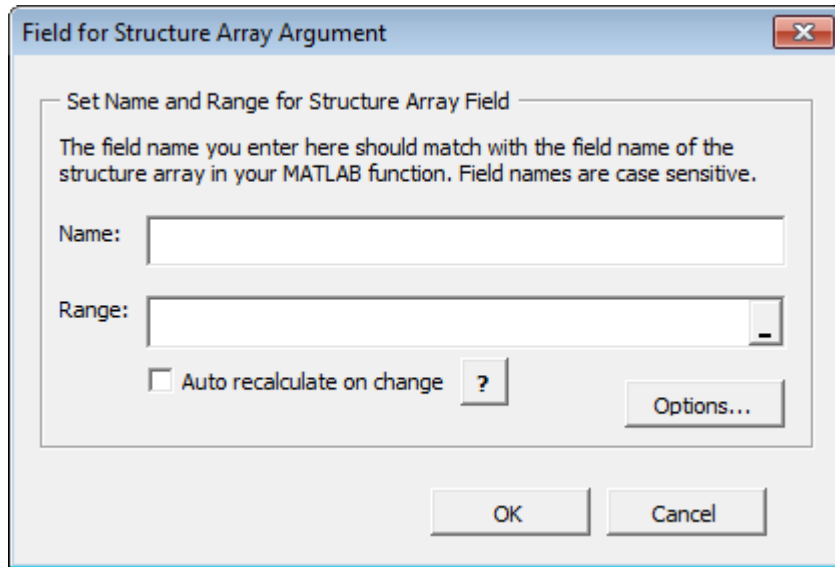 Field for Structure Array Argument
Set Name and Range for Structure Array Field
The field name you enter here should match with the field name of the
structure array in your MATLAB function. Field names are case sensitive.
Name:
Range:
_
Auto recalculate on change ?
Options...
OK Cancel